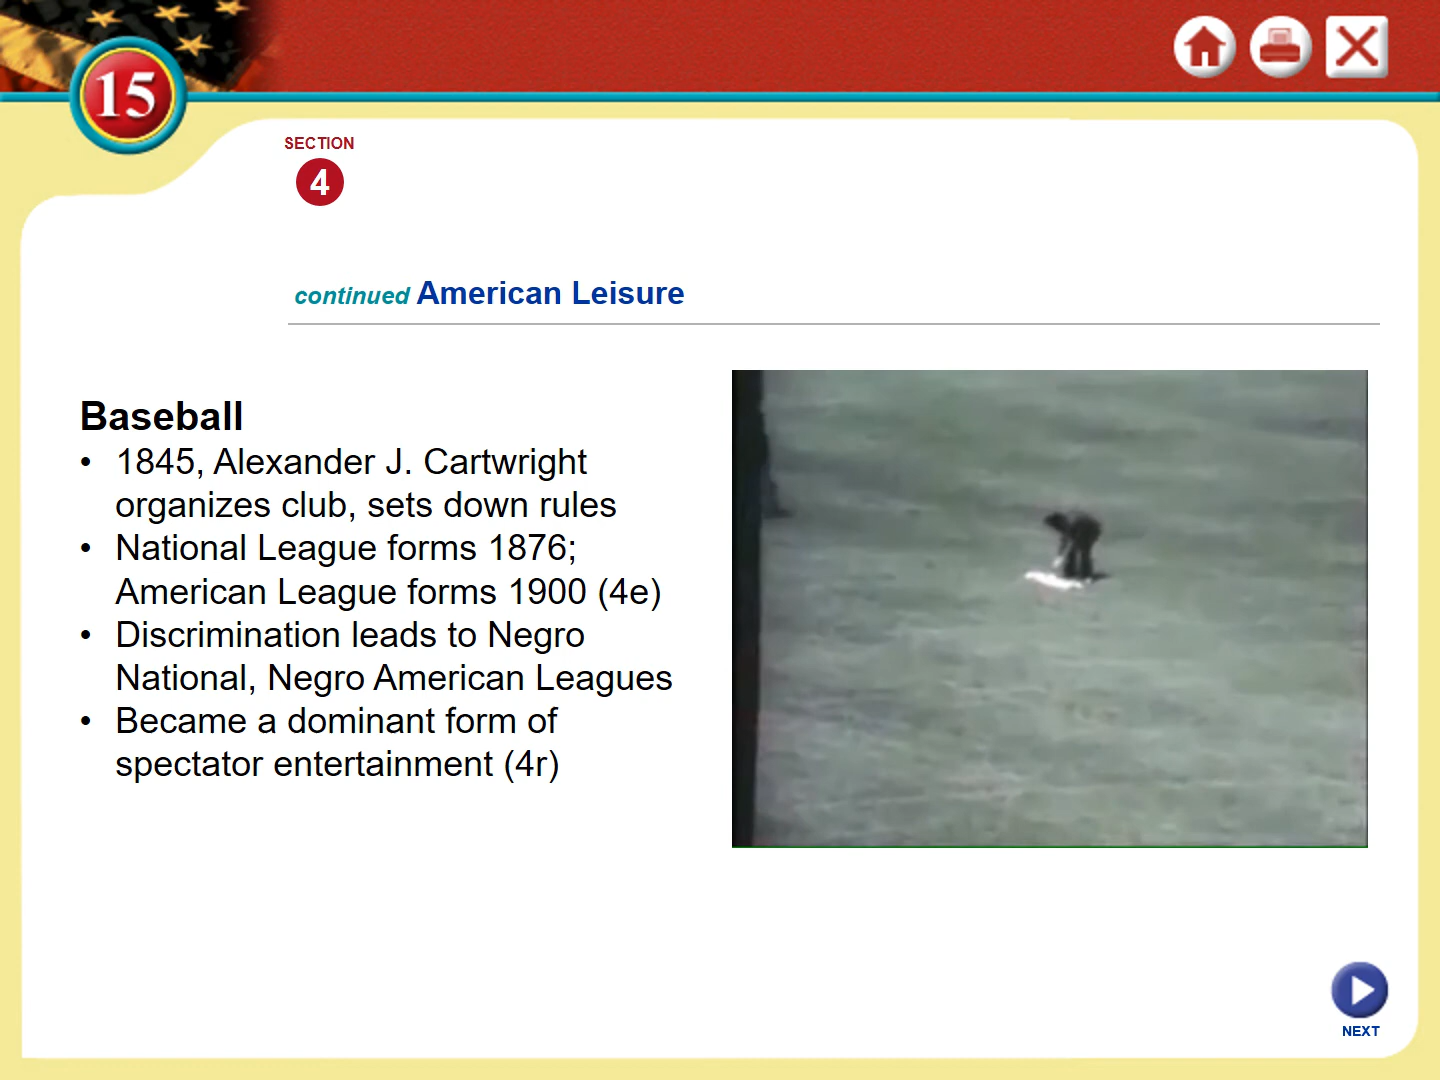 15
SECTION
4
continued American Leisure
Baseball
• 1845, Alexander J. Cartwright
organizes club, sets down rules
• National League forms 1876;
American League forms 1900 (4e)
• Discrimination leads to Negro
National, Negro American Leagues
• Became a dominant form of
spectator entertainment (4r)
NEXT